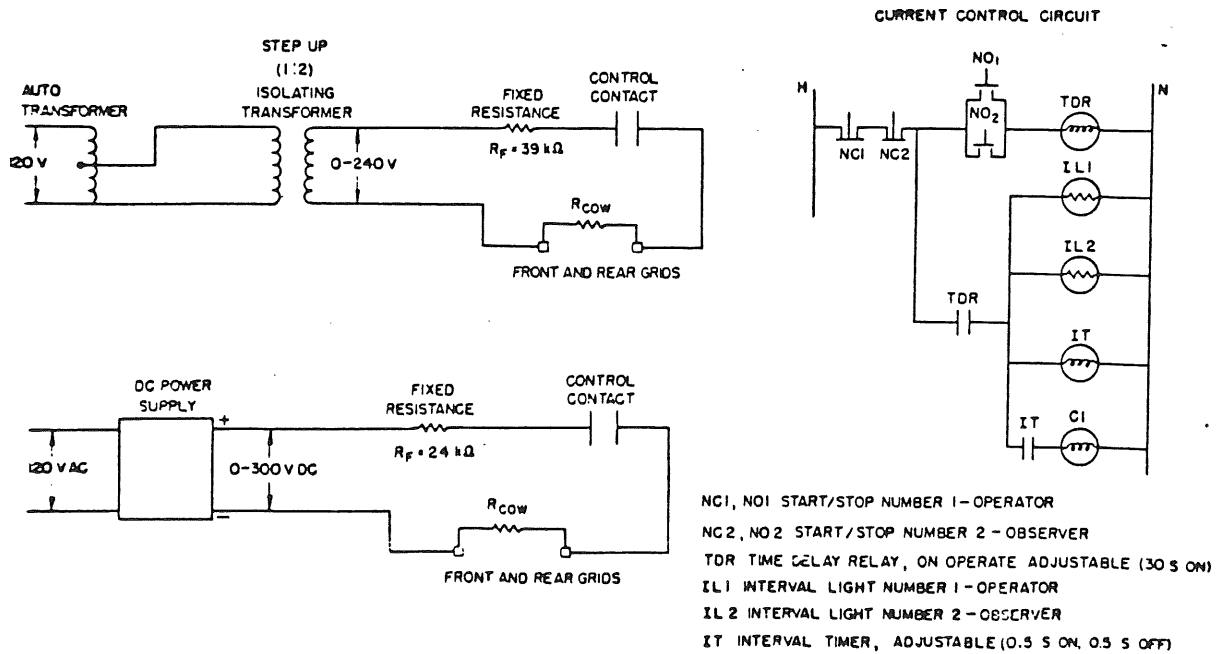 CURRENT CONTROL CIRCUIT
STEP UP
(1:2)
ISOLATING
TRANSFORMER
AUTO
TRANSFORMER
120 V
0-240 V
FIXED
RESISTANCE
RF = 39 kΩ
CONTROL
CONTACT
RCOW
FRONT AND REAR GRIDS
H
N
NO1
NO2
NC1
NC2
TDR
IL1
IL2
TDR
IT
IT
C1
DC POWER
SUPPLY
120 V AC
+
−
0-300 V DC
FIXED
RESISTANCE
RF = 24 kΩ
CONTROL
CONTACT
RCOW
FRONT AND REAR GRIDS
NC1, NO1 START/STOP NUMBER 1-OPERATOR
NC2, NO2 START/STOP NUMBER 2-OBSERVER
TDR TIME DELAY RELAY, ON OPERATE ADJUSTABLE (30 S ON)
IL1 INTERVAL LIGHT NUMBER 1-OPERATOR
IL2 INTERVAL LIGHT NUMBER 2-OBSERVER
IT INTERVAL TIMER, ADJUSTABLE (0.5 S ON, 0.5 S OFF)